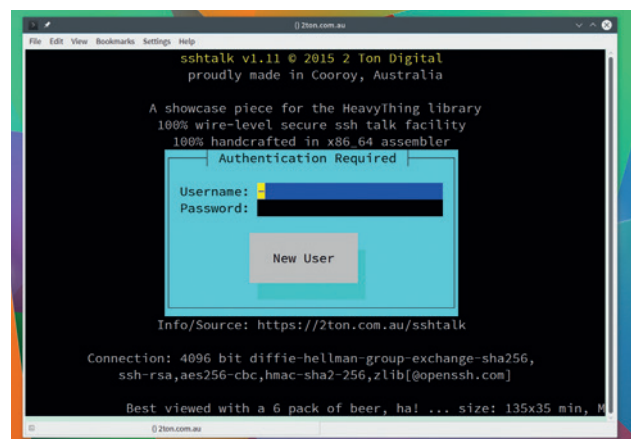 () 2ton.com.au
File Edit View Bookmarks Settings Help
sshtalk v1.11 © 2015 2 Ton Digital
proudly made in Cooroy, Australia
A showcase piece for the HeavyThing library
100% wire-level secure ssh talk facility
100% handcrafted in x86_64 assembler
Authentication Required
Username:
Password:
New User
Info/Source: https://2ton.com.au/sshtalk
Connection: 4096 bit diffie-hellman-group-exchange-sha256,
ssh-rsa,aes256-cbc,hmac-sha2-256,zlib[@openssh.com]
Best viewed with a 6 pack of beer, ha! ... size: 135x35 min, M
() 2ton.com.au